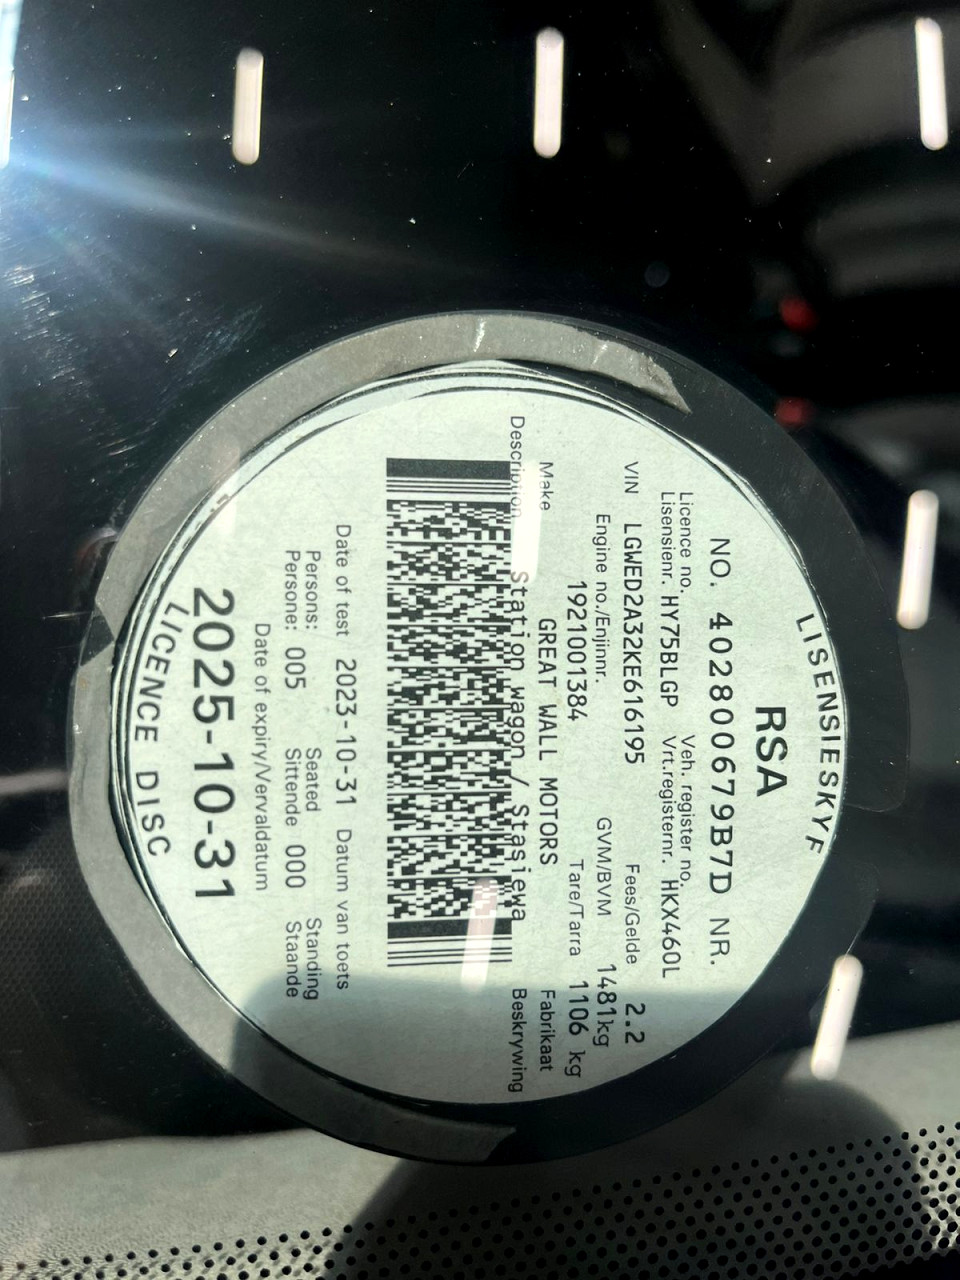 LISENSIESKYF
RSA
NO. 402800679B7D NR.
Licence no. Veh. register no.
Lisensienr. HY75BLGP Vrt.registernr. HKX460L
VIN LGWED2A32KE616195 Fees/Gelde 2.2
Engine no./Enjinnr. GVM/BVM 1481kg
1921001384 Tare/Tarra 1106 kg
Make GREAT WALL MOTORS Fabrikaat
Description Station wagon / Stasiewa Beskrywing
Date of test 2023-10-31 Datum van toets
Persons: Seated Standing
Persone: 005 Sittende 000 Staande
Date of expiry/Vervaldatum
2025-10-31
LICENCE DISC